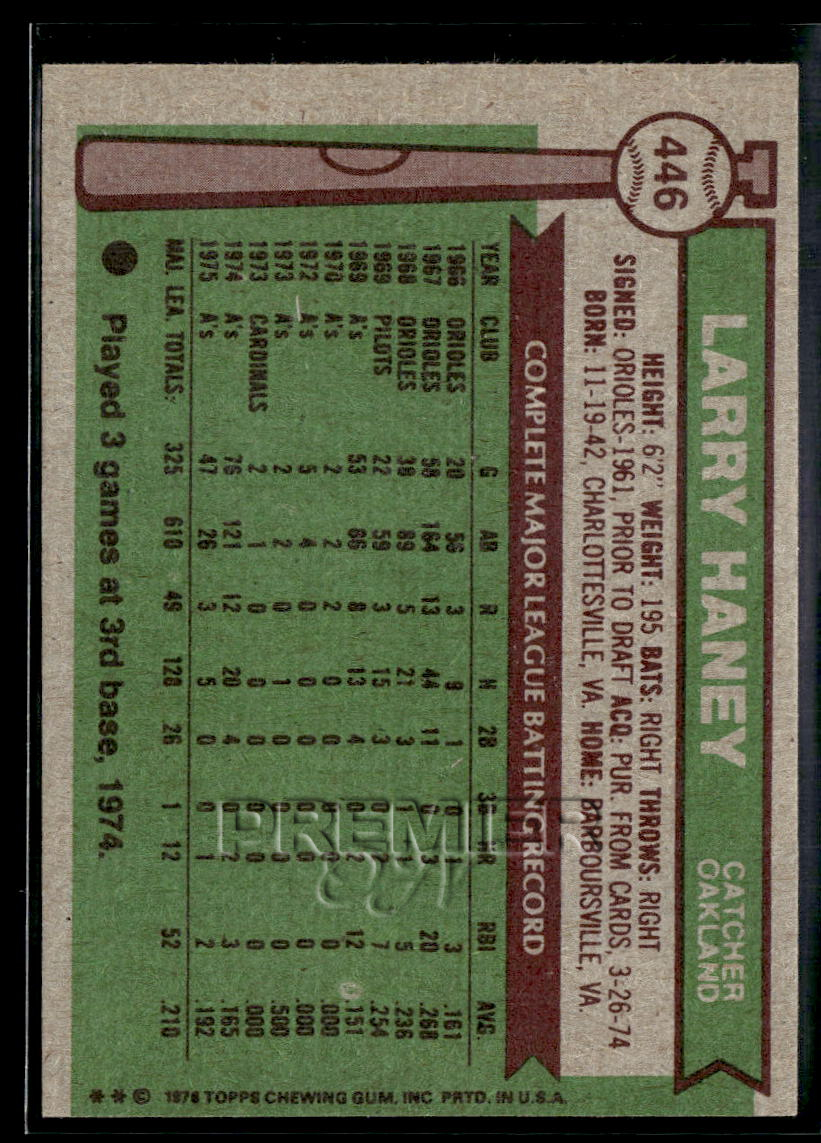 446
LARRY HANEY
CATCHER
OAKLAND
HEIGHT: 6'2" WEIGHT: 195 BATS: RIGHT THROWS: RIGHT
SIGNED: ORIOLES-1961, PRIOR TO DRAFT ACQ: PUR. FROM CARDS, 3-26-74
BORN: 11-19-42, CHARLOTTESVILLE, VA. HOME: BARBOURSVILLE, VA.
COMPLETE MAJOR LEAGUE BATTING RECORD
YEAR CLUB G AB R H 2B 3B HR RBI AVG.
1966 ORIOLES 20 56 3 9 1 0 1 3 .161
1967 ORIOLES 58 164 13 44 11 0 3 20 .268
1968 ORIOLES 38 89 5 21 3 1 1 5 .236
1969 PILOTS 22 59 3 15 3 0 2 7 .254
1969 A's 53 86 8 13 4 0 2 12 .151
1970 A's 2 2 2 0 0 0 0 0 .000
1972 A's 5 4 0 0 0 0 0 0 .000
1973 A's 2 2 0 1 0 0 0 0 .500
1973 CARDINALS 2 1 0 0 0 0 0 0 .000
1974 A's 76 121 12 20 4 0 2 3 .165
1975 A's 47 26 3 5 0 0 1 2 .192
MAJ. LEA. TOTALS: 325 610 49 128 26 1 12 52 .210
Played 3 games at 3rd base, 1974.
** © 1976 TOPPS CHEWING GUM, INC. PRTD. IN U.S.A.